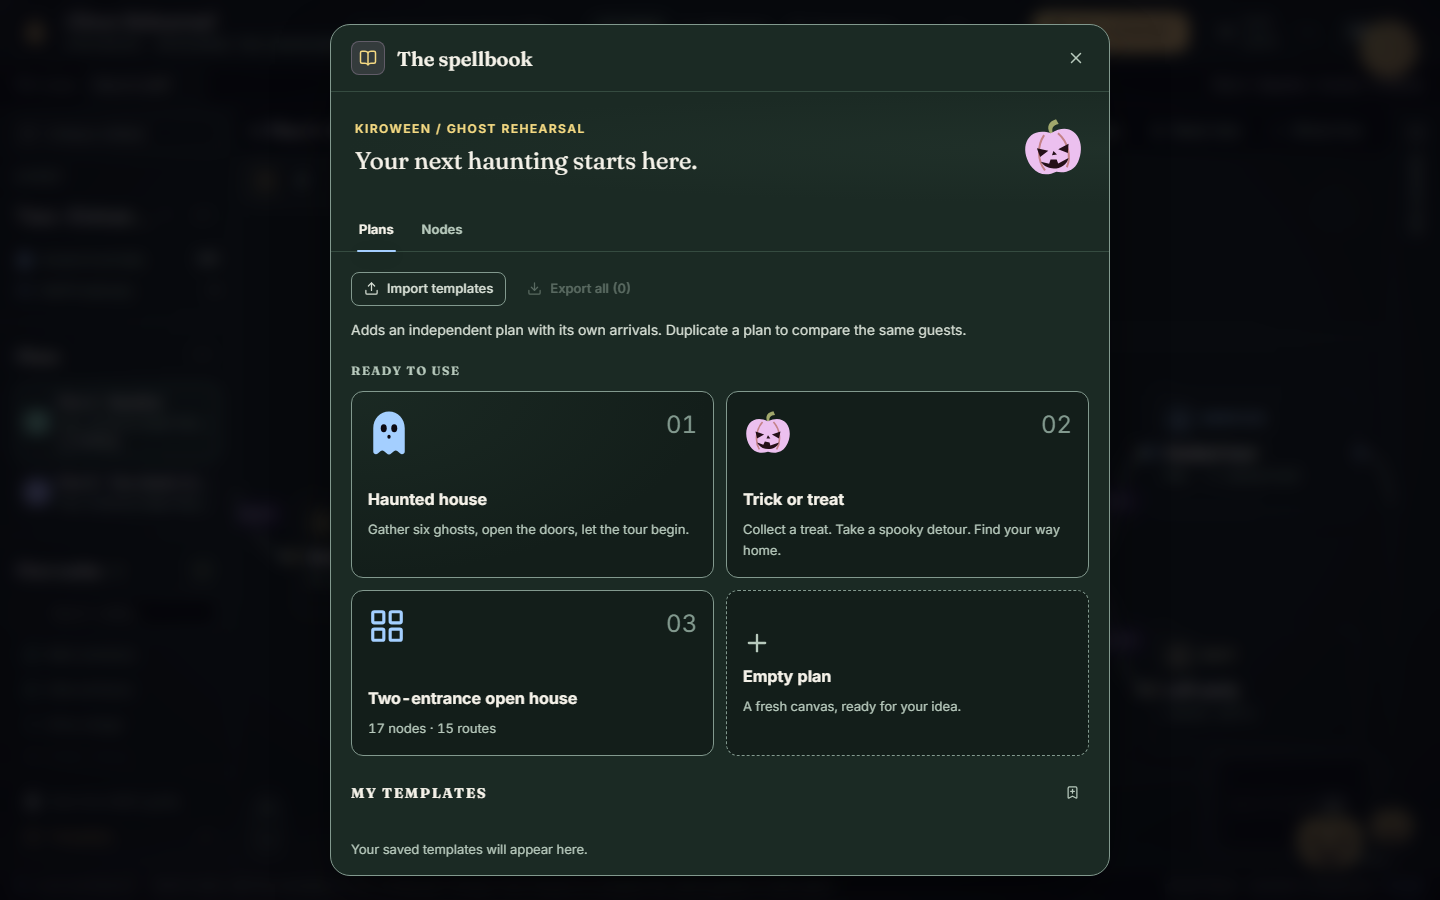 The spellbook
KIROWEEN / GHOST REHEARSAL
Your next haunting starts here.
Plans
Nodes
Import templates
Export all (0)
Adds an independent plan with its own arrivals. Duplicate a plan to compare the same guests.
READY TO USE
01
Haunted house
Gather six ghosts, open the doors, let the tour begin.
02
Trick or treat
Collect a treat. Take a spooky detour. Find your way
home.
03
Two-entrance open house
17 nodes · 15 routes
Empty plan
A fresh canvas, ready for your idea.
MY TEMPLATES
Your saved templates will appear here.